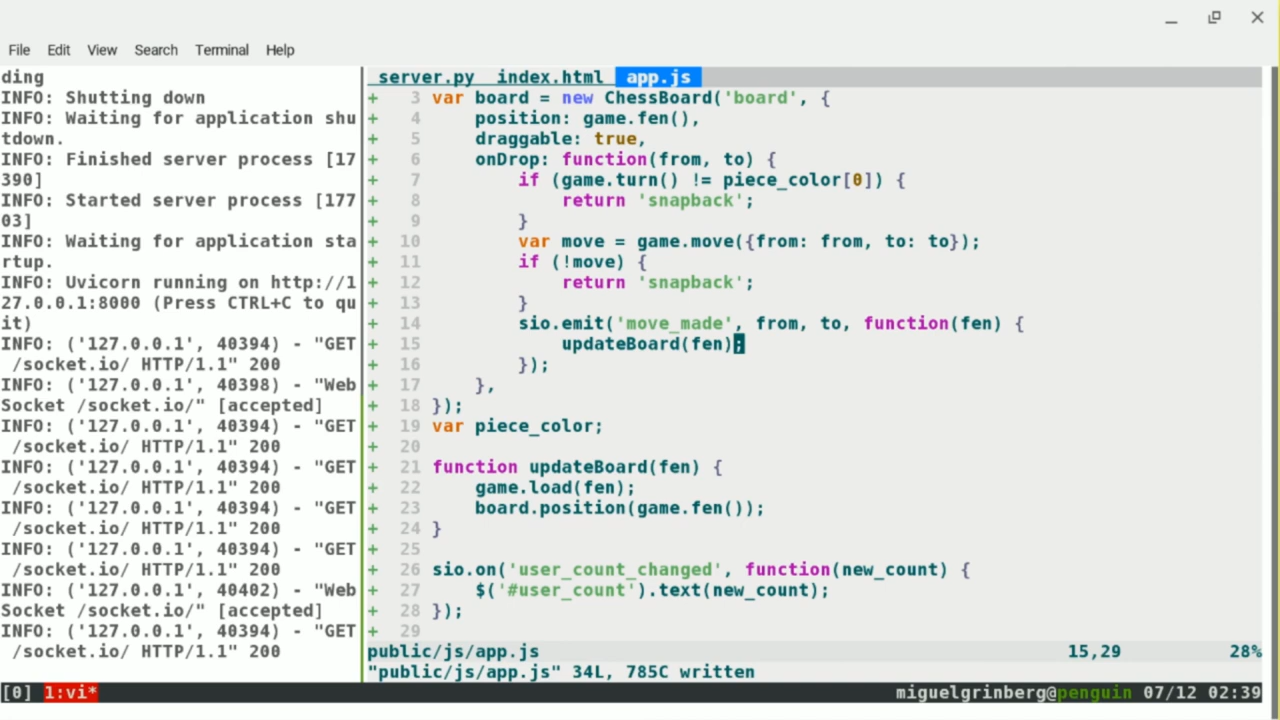 File Edit View Search Terminal Help
ding
INFO: Shutting down
INFO: Waiting for application shu
tdown.
INFO: Finished server process [17
390]
INFO: Started server process [177
03]
INFO: Waiting for application sta
rtup.
INFO: Uvicorn running on http://1
27.0.0.1:8000 (Press CTRL+C to qu
it)
INFO: ('127.0.0.1', 40394) - "GET
 /socket.io/ HTTP/1.1" 200
INFO: ('127.0.0.1', 40398) - "Web
Socket /socket.io/" [accepted]
INFO: ('127.0.0.1', 40394) - "GET
 /socket.io/ HTTP/1.1" 200
INFO: ('127.0.0.1', 40394) - "GET
 /socket.io/ HTTP/1.1" 200
INFO: ('127.0.0.1', 40394) - "GET
 /socket.io/ HTTP/1.1" 200
INFO: ('127.0.0.1', 40394) - "GET
 /socket.io/ HTTP/1.1" 200
INFO: ('127.0.0.1', 40402) - "Web
Socket /socket.io/" [accepted]
INFO: ('127.0.0.1', 40394) - "GET
 /socket.io/ HTTP/1.1" 200
server.py index.html app.js
+ 3 var board = new ChessBoard('board', {
+ 4     position: game.fen(),
+ 5     draggable: true,
+ 6     onDrop: function(from, to) {
+ 7         if (game.turn() != piece_color[0]) {
+ 8             return 'snapback';
+ 9         }
+ 10         var move = game.move({from: from, to: to});
+ 11         if (!move) {
+ 12             return 'snapback';
+ 13         }
+ 14         sio.emit('move_made', from, to, function(fen) {
+ 15             updateBoard(fen);
+ 16         });
+ 17     },
+ 18 });
+ 19 var piece_color;
+ 20
+ 21 function updateBoard(fen) {
+ 22     game.load(fen);
+ 23     board.position(game.fen());
+ 24 }
+ 25
+ 26 sio.on('user_count_changed', function(new_count) {
+ 27     $('#user_count').text(new_count);
+ 28 });
+ 29
public/js/app.js 15,29 28%
"public/js/app.js" 34L, 785C written
[0] 1:vi* miguelgrinberg@penguin 07/12 02:39